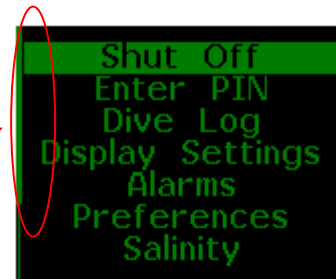 Shut Off
Enter PIN
Dive Log
Display Settings
Alarms
Preferences
Salinity